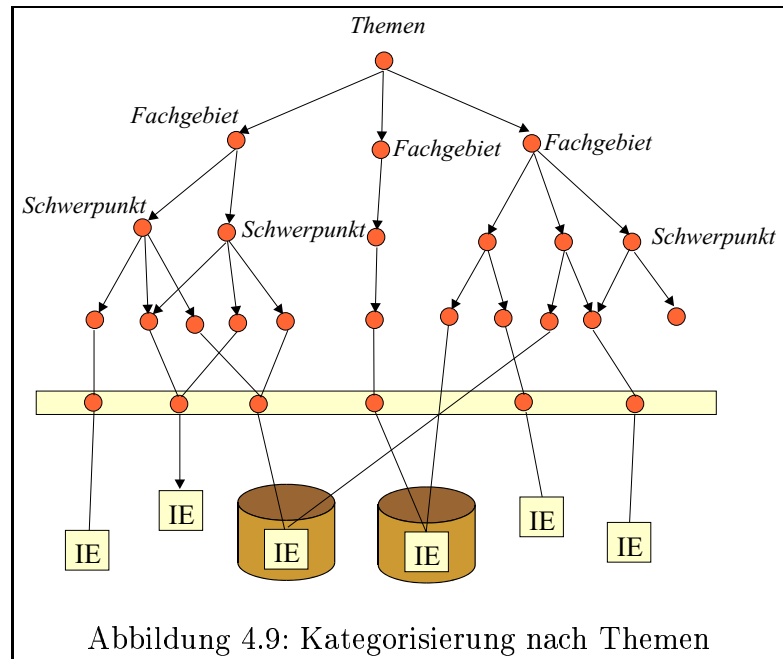 Themen
Fachgebiet
Fachgebiet
Fachgebiet
Schwerpunkt
Schwerpunkt
Schwerpunkt
IE
IE
IE
IE
IE
IE
Abbildung 4.9: Kategorisierung nach Themen